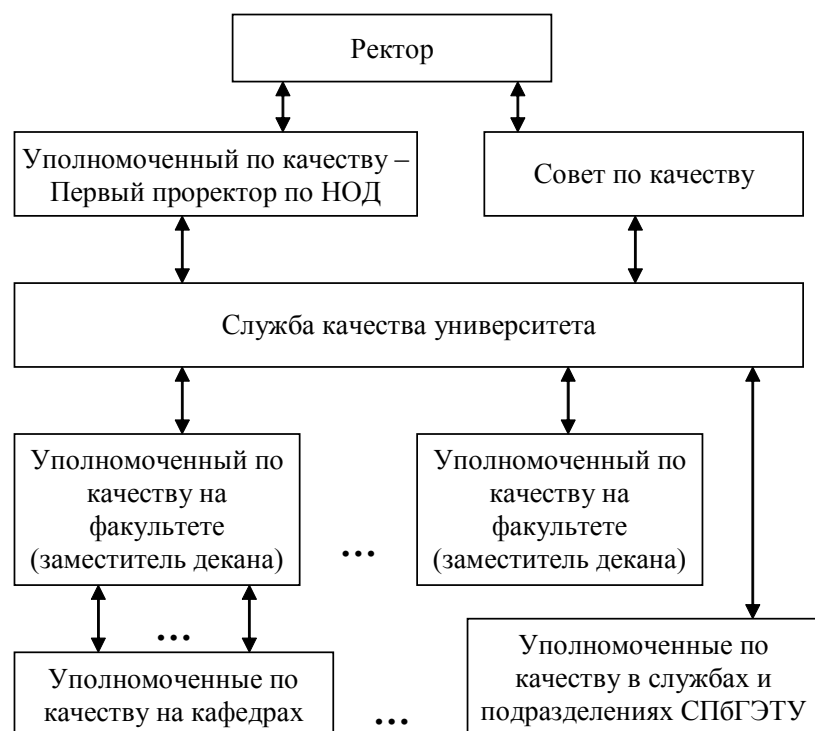 Ректор
Уполномоченный по качеству –
Первый проректор по НОД
Совет по качеству
Служба качества университета
Уполномоченный по
качеству на
факультете
(заместитель декана)
...
Уполномоченный по
качеству на
факультете
(заместитель декана)
...
Уполномоченные по
качеству на кафедрах
...
Уполномоченные по
качеству в службах и
подразделениях СПбГЭТУ